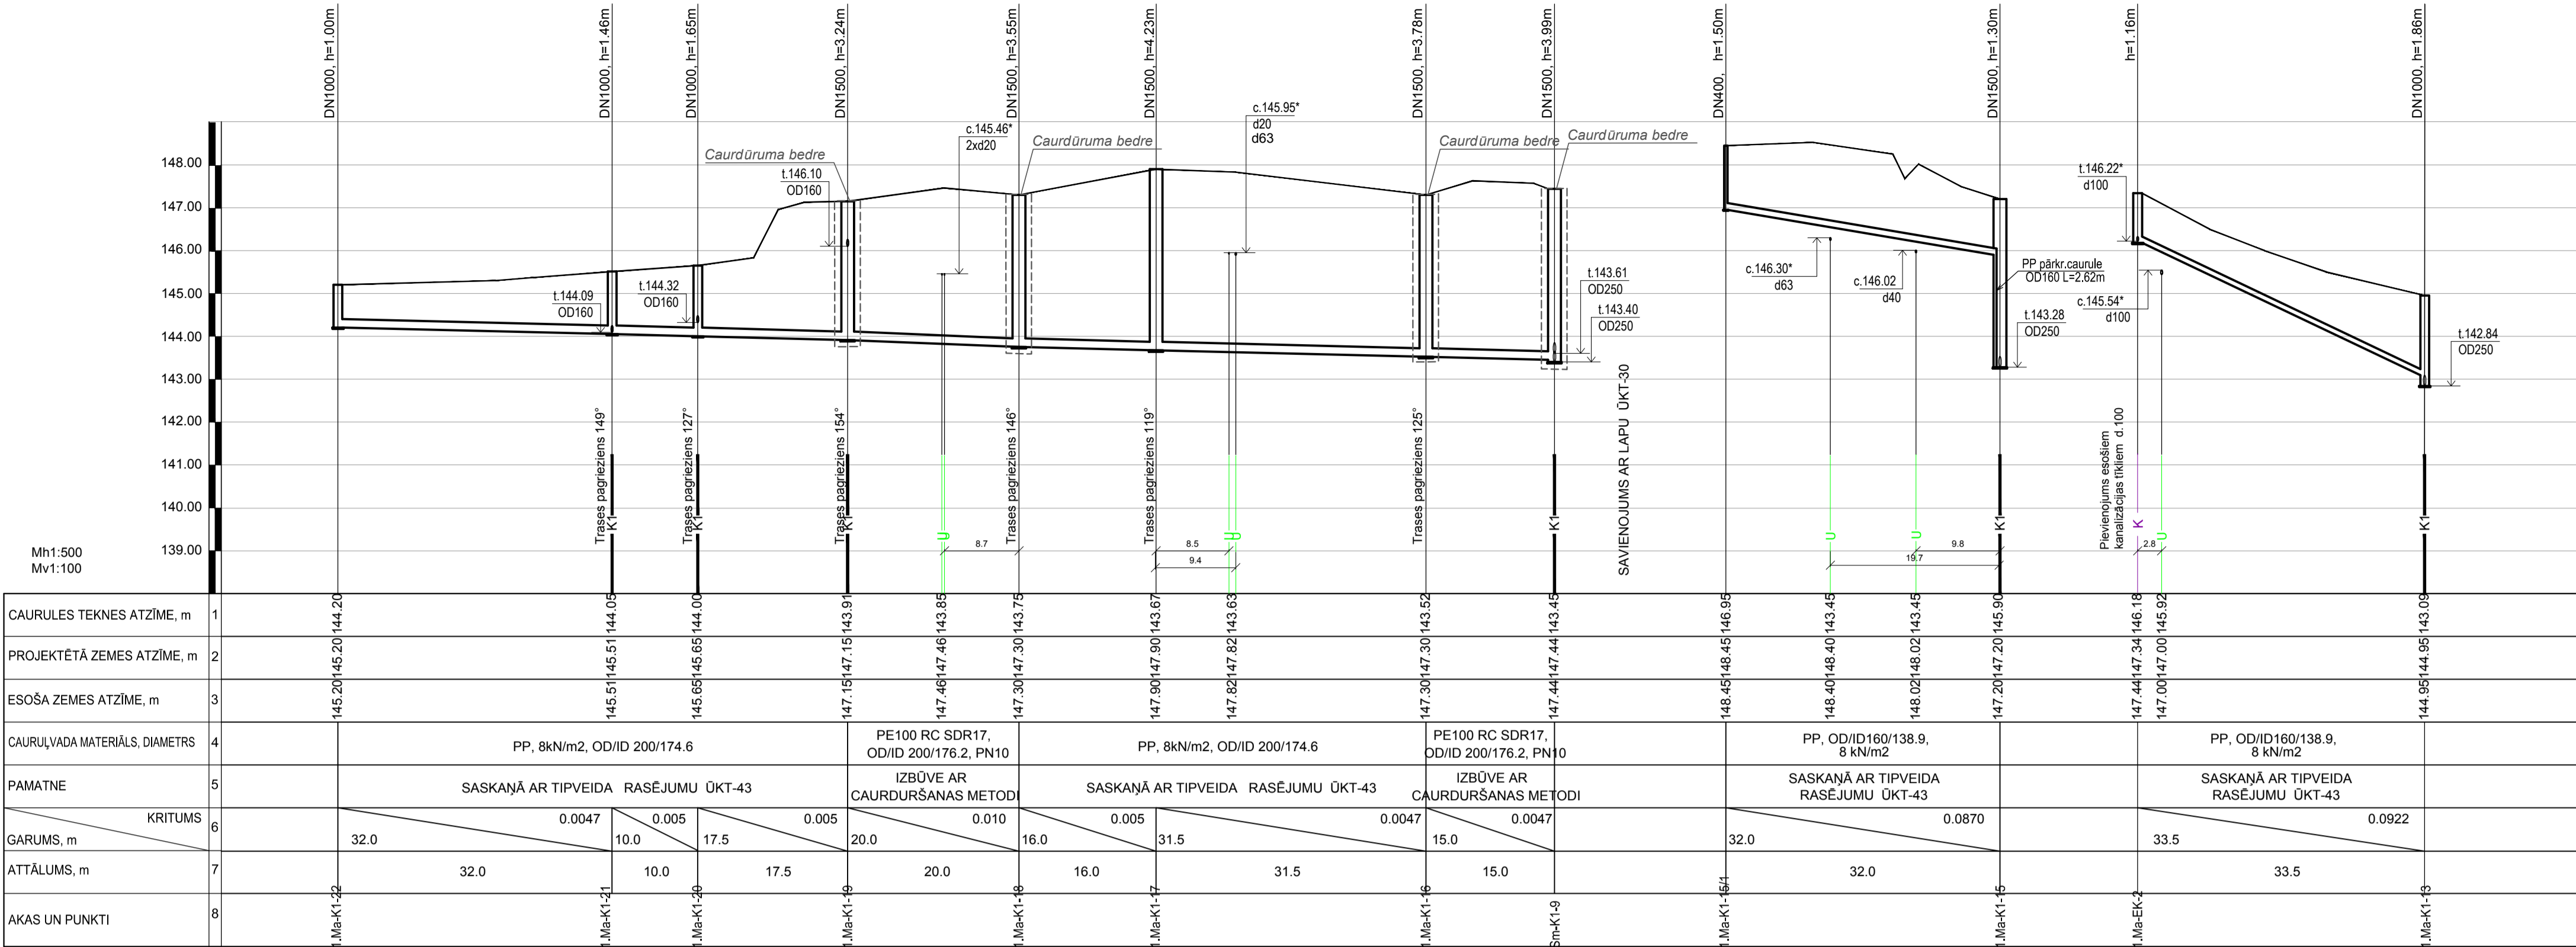 DN1000, h=1.00m
DN1000, h=1.46m
DN1000, h=1.65m
DN1500, h=3.24m
DN1500, h=3.55m
DN1500, h=4.23m
DN1500, h=3.78m
DN1500, h=3.99m
DN400, h=1.50m
DN1500, h=1.30m
h=1.16m
DN1000, h=1.86m
148.00
147.00
146.00
145.00
144.00
143.00
142.00
141.00
140.00
139.00
Mh1:500
Mv1:100
t.144.09
OD160
t.144.32
OD160
Caurdūruma bedre
t.146.10
OD160
c.145.46*
2xd20
Caurdūruma bedre
c.145.95*
d20
d63
Caurdūruma bedre
Caurdūruma bedre
t.143.61
OD250
t.143.40
OD250
c.146.30*
d63
c.146.02
d40
PP pārkr.caurule
OD160 L=2.62m
t.143.28
OD250
t.146.22*
d100
c.145.54*
d100
t.142.84
OD250
Trases pagrieziens 149°
K1
Trases pagrieziens 127°
K1
Trases pagrieziens 154°
K1
U
8.7
Trases pagrieziens 146°
Trases pagrieziens 119°
U
U
8.5
9.4
Trases pagrieziens 125°
K1
SAVIENOJUMS AR LAPU ŪKT-30
U
U
9.8
19.7
K1
Pievienojums esošiem
kanalizācijas tīkliem d.100
K
U
2.8
K1
CAURULES TEKNES ATZĪME, m 1 144.20 144.05 144.00 143.91 143.85 143.75 143.67 143.63 143.52 143.45 146.95 143.45 143.45 145.90 146.18 145.92 143.09
PROJEKTĒTĀ ZEMES ATZĪME, m 2 145.20 145.51 145.65 147.15 147.46 147.30 147.90 147.82 147.30 147.44 148.45 148.40 148.02 147.20 147.34 147.00 144.95
ESOŠA ZEMES ATZĪME, m 3 145.20 145.51 145.65 147.15 147.46 147.30 147.90 147.82 147.30 147.44 148.45 148.40 148.02 147.20 147.44 147.00 144.95
CAURUĻVADA MATERIĀLS, DIAMETRS 4
PP, 8kN/m2, OD/ID 200/174.6
PE100 RC SDR17,
OD/ID 200/176.2, PN10
PP, 8kN/m2, OD/ID 200/174.6
PE100 RC SDR17,
OD/ID 200/176.2, PN10
PP, OD/ID160/138.9,
8 kN/m2
PP, OD/ID160/138.9,
8 kN/m2
PAMATNE 5
SASKAŅĀ AR TIPVEIDA RASĒJUMU ŪKT-43
IZBŪVE AR
CAURDURŠANAS METODI
SASKAŅĀ AR TIPVEIDA RASĒJUMU ŪKT-43
IZBŪVE AR
CAURDURŠANAS METODI
SASKAŅĀ AR TIPVEIDA
RASĒJUMU ŪKT-43
SASKAŅĀ AR TIPVEIDA
RASĒJUMU ŪKT-43
KRITUMS 6 0.0047 0.005 0.005 0.010 0.005 0.0047 0.0047 0.0870 0.0922
GARUMS, m 32.0 10.0 17.5 20.0 16.0 31.5 15.0 32.0 33.5
ATTĀLUMS, m 7 32.0 10.0 17.5 20.0 16.0 31.5 15.0 32.0 33.5
AKAS UN PUNKTI 8 1.Ma-K1-22 1.Ma-K1-21 1.Ma-K1-20 1.Ma-K1-19 1.Ma-K1-18 1.Ma-K1-17 1.Ma-K1-16 Sm-K1-9 1.Ma-K1-15/1 1.Ma-K1-15 1.Ma-EK-2 1.Ma-K1-13